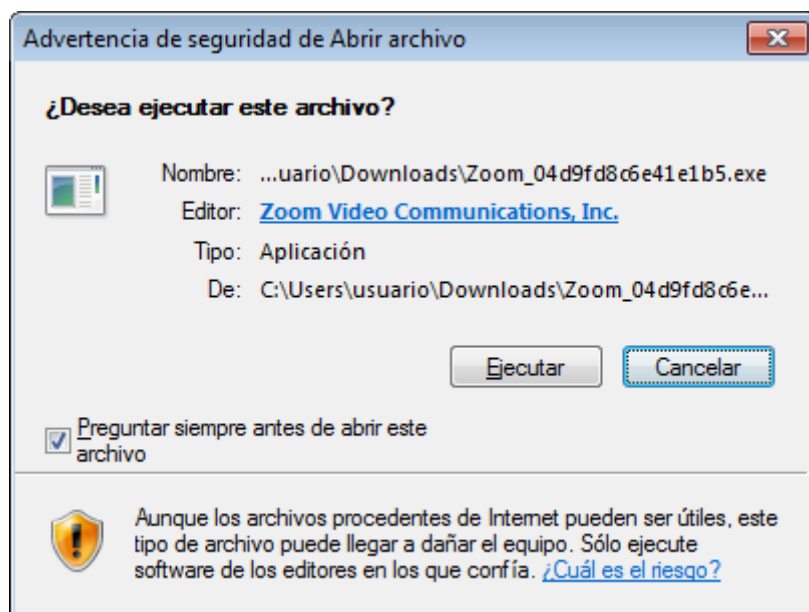 Advertencia de seguridad de Abrir archivo
¿Desea ejecutar este archivo?
Nombre: ...uario\Downloads\Zoom_04d9fd8c6e41e1b5.exe
Editor: Zoom Video Communications, Inc.
Tipo: Aplicación
De: C:\Users\usuario\Downloads\Zoom_04d9fd8c6e...
Ejecutar Cancelar
Preguntar siempre antes de abrir este
archivo
Aunque los archivos procedentes de Internet pueden ser útiles, este
tipo de archivo puede llegar a dañar el equipo. Sólo ejecute
software de los editores en los que confía. ¿Cuál es el riesgo?